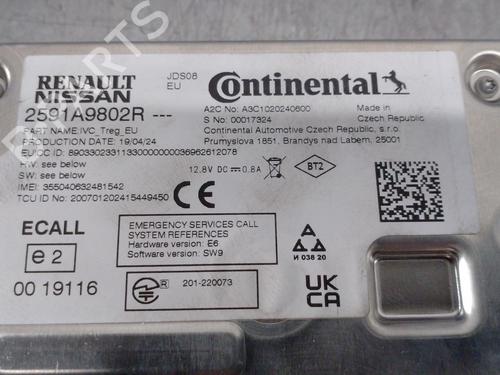 RENAULT
NISSAN
JDS08
EU
Continental
2591A9802R ---
A2C No: A3C1020240600
S No: 00017324
Made in
Czech Republic
PART NAME:IVC_Treg_EU
PRODUCTION DATE: 19/04/24
Continental Automotive Czech Republic, s.r.o.
Prumyslova 1851, Brandys nad Labem, 25001
EUICC ID: 89033023311330000000036962612078
HW: see below
SW: see below
12.8V 0.8A
BT2
IMEI: 355040632481542
TCU ID No: 200701202415449450
CE
ECALL
EMERGENCY SERVICES CALL
SYSTEM REFERENCES
Hardware version: E6
Software version: SW9
e2
И 038 20
00 19116
201-220073
UK
CA